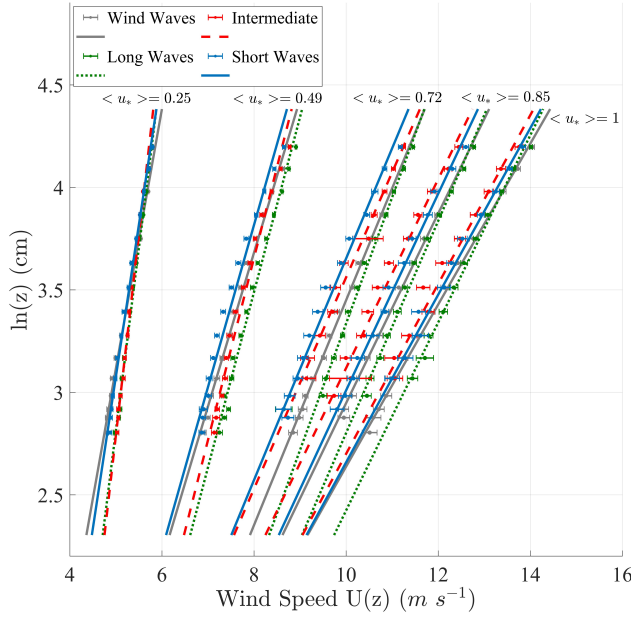 Wind Waves Intermediate
Long Waves Short Waves
< u* >= 0.25 < u* >= 0.49 < u* >= 0.72 < u* >= 0.85
< u* >= 1
4.5
4
3.5
3
2.5
ln(z) (cm)
4 6 8 10 12 14 16
Wind Speed U(z) (m s⁻¹)